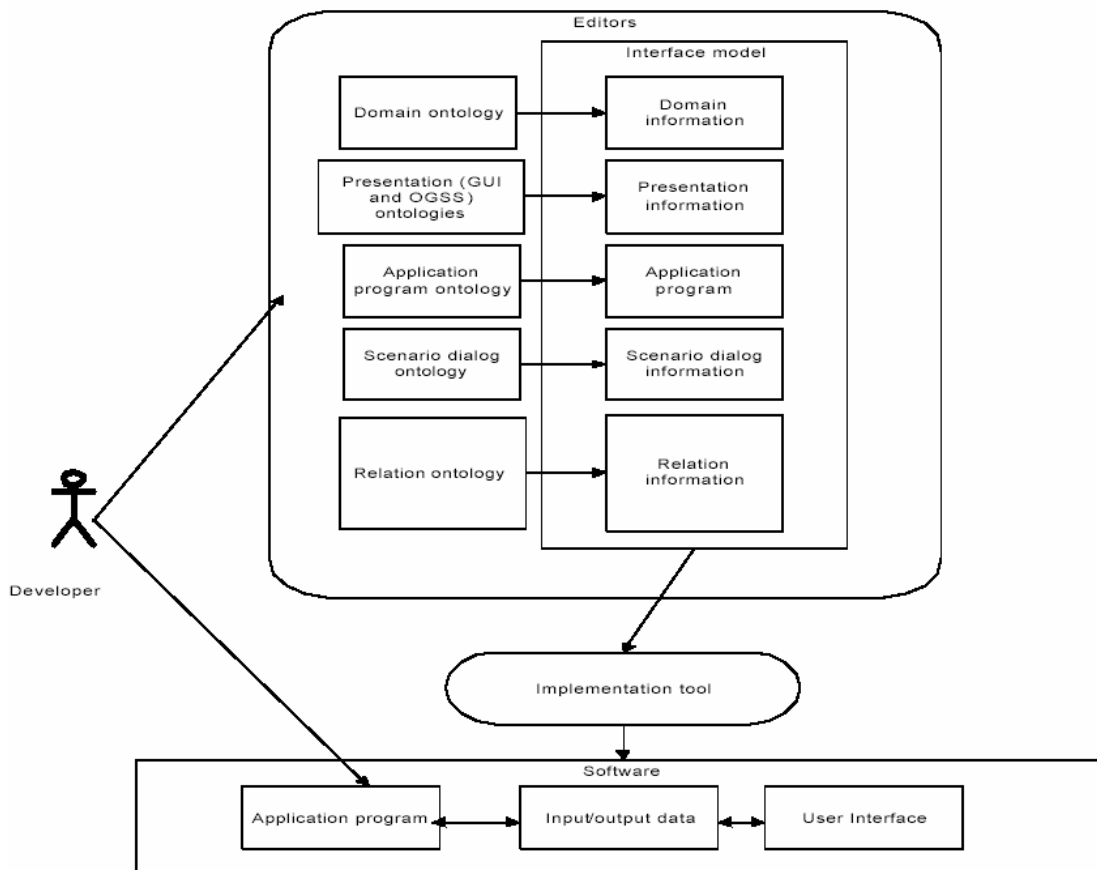 Editors
Interface model
Domain ontology
Domain
information
Presentation (GUI
and OGSS)
ontologies
Presentation
information
Application
program ontology
Application
program
Scenario dialog
ontology
Scenario dialog
information
Relation ontology
Relation
information
Developer
Implementation tool
Software
Application program
Input/output data
User Interface